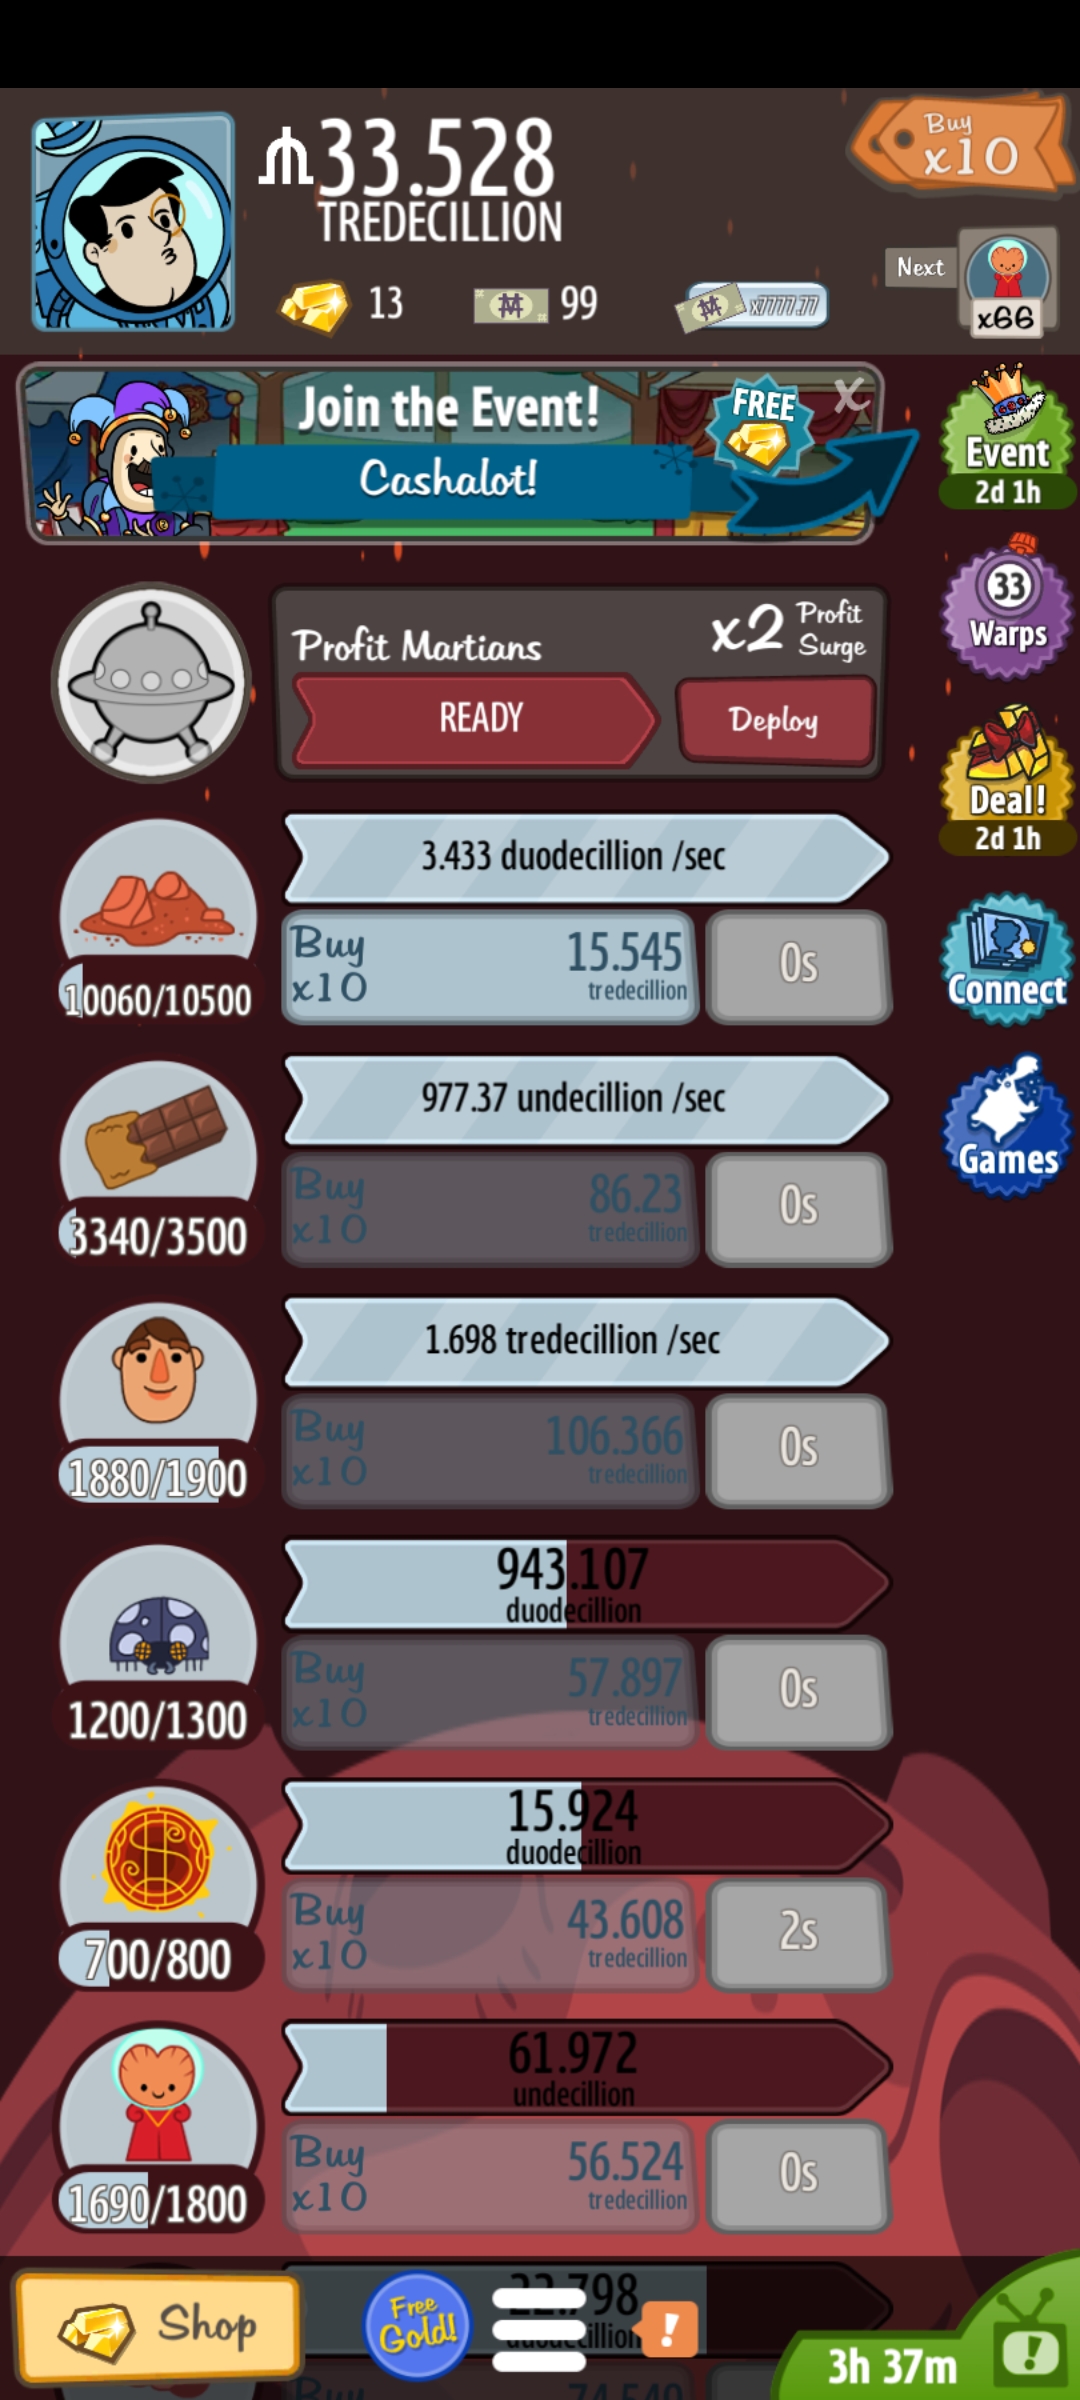 33.528
TREDECILLION
Buy
x10
13
99
x7777.77
Next
x66
Join the Event!
Cashalot!
FREE
X
Event
2d 1h
33
Warps
Deal!
2d 1h
Connect
Games
Profit Martians
x2 Profit Surge
READY
Deploy
3.433 duodecillion /sec
Buy x10
15.545
tredecillion
0s
10060/10500
977.37 undecillion /sec
Buy x10
86.23
tredecillion
0s
3340/3500
1.698 tredecillion /sec
Buy x10
106.366
tredecillion
0s
1880/1900
943.107
duodecillion
Buy x10
57.897
tredecillion
0s
1200/1300
15.924
duodecillion
Buy x10
43.608
tredecillion
2s
700/800
61.972
undecillion
Buy x10
56.524
tredecillion
0s
1690/1800
Shop
Free Gold!
!
3h 37m
!